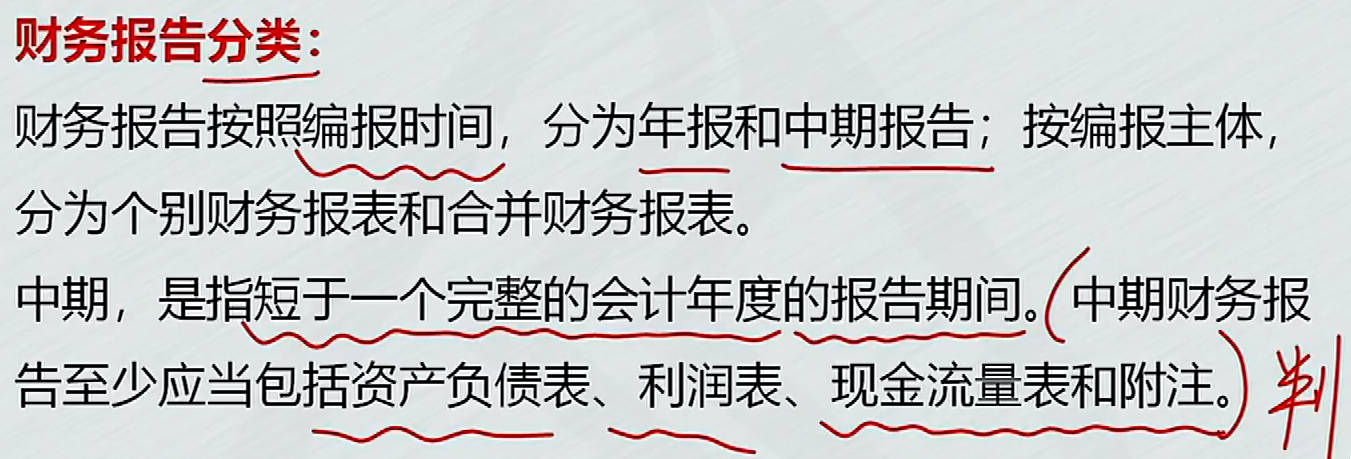 财务报告分类：
财务报告按照编报时间，分为年报和中期报告；按编报主体，
分为个别财务报表和合并财务报表。
中期，是指短于一个完整的会计年度的报告期间。（中期财务报
告至少应当包括资产负债表、利润表、现金流量表和附注。）判